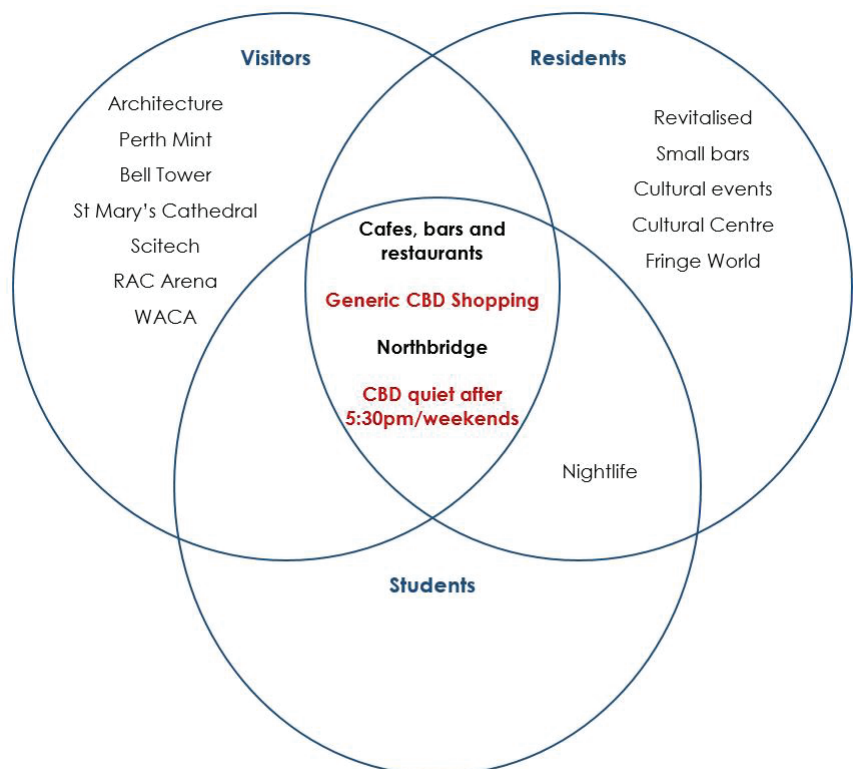 Visitors
Architecture
Perth Mint
Bell Tower
St Mary's Cathedral
Scitech
RAC Arena
WACA
Residents
Revitalised
Small bars
Cultural events
Cultural Centre
Fringe World
Cafes, bars and
restaurants
Generic CBD Shopping
Northbridge
CBD quiet after
5:30pm/weekends
Nightlife
Students